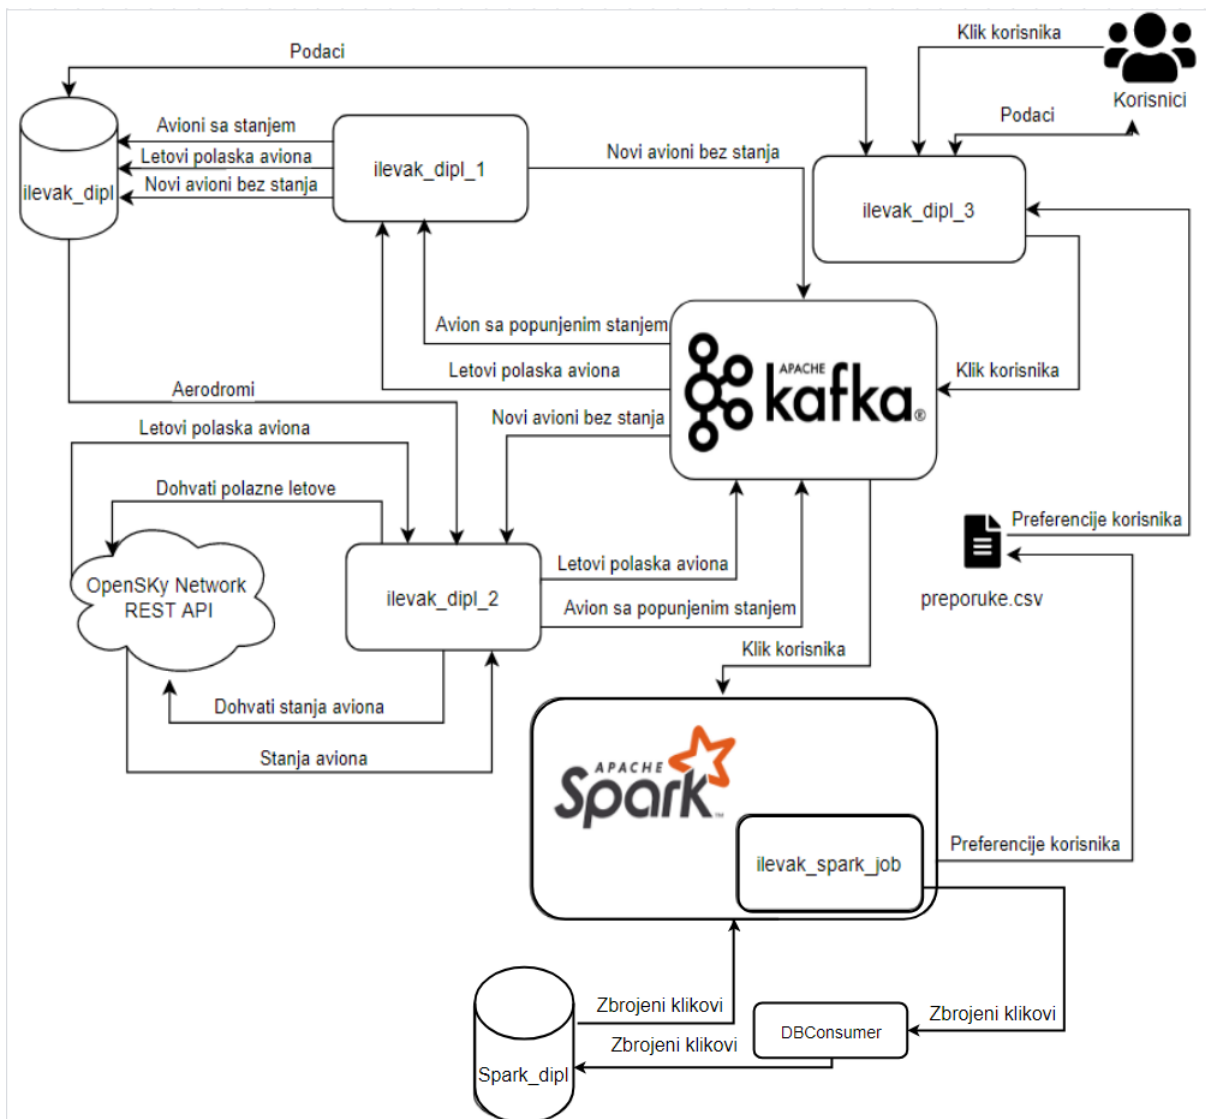 Klik korisnika
Podaci
Korisnici
Podaci
Avioni sa stanjem
Letovi polaska aviona
Novi avioni bez stanja
ilevak_dipl
ilevak_dipl_1
Novi avioni bez stanja
ilevak_dipl_3
Avion sa popunjenim stanjem
Letovi polaska aviona
Novi avioni bez stanja
APACHE
kafka®
Klik korisnika
Aerodromi
Letovi polaska aviona
Dohvati polazne letove
OpenSKy Network
REST API
ilevak_dipl_2
Letovi polaska aviona
Avion sa popunjenim stanjem
Preferencije korisnika
preporuke.csv
Dohvati stanja aviona
Stanja aviona
Klik korisnika
APACHE
Spark™
ilevak_spark_job
Preferencije korisnika
Zbrojeni klikovi
Zbrojeni klikovi
DBConsumer
Zbrojeni klikovi
Spark_dipl